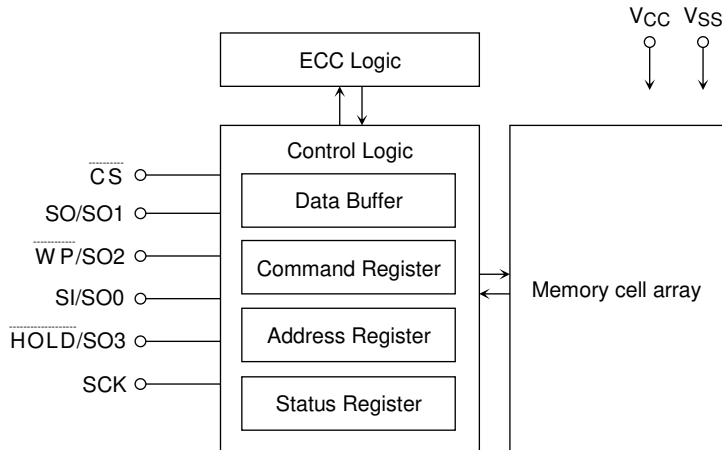 VCC VSS
ECC Logic
Control Logic
Data Buffer
Command Register
Address Register
Status Register
CS
SO/SO1
WP/SO2
SI/SO0
HOLD/SO3
SCK
Memory cell array